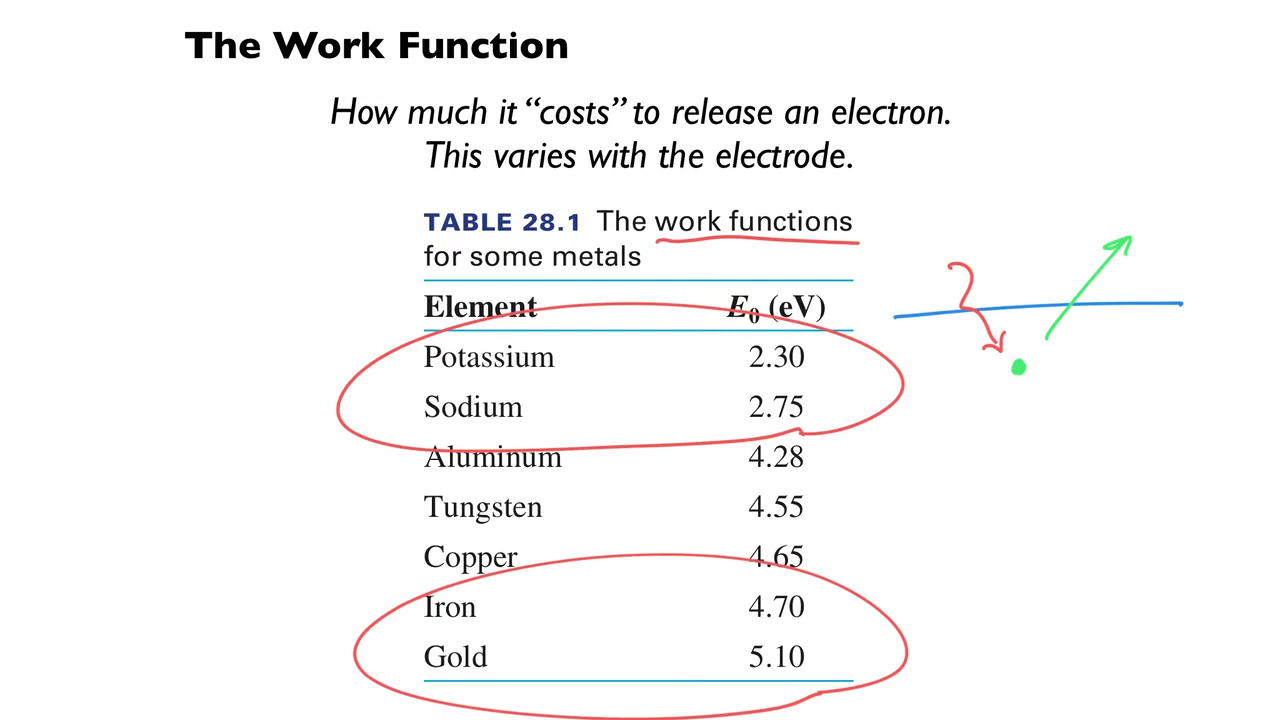 The Work Function
How much it “costs” to release an electron.
This varies with the electrode.
TABLE 28.1 The work functions
for some metals
Element E₀ (eV)
Potassium 2.30
Sodium 2.75
Aluminum 4.28
Tungsten 4.55
Copper 4.65
Iron 4.70
Gold 5.10